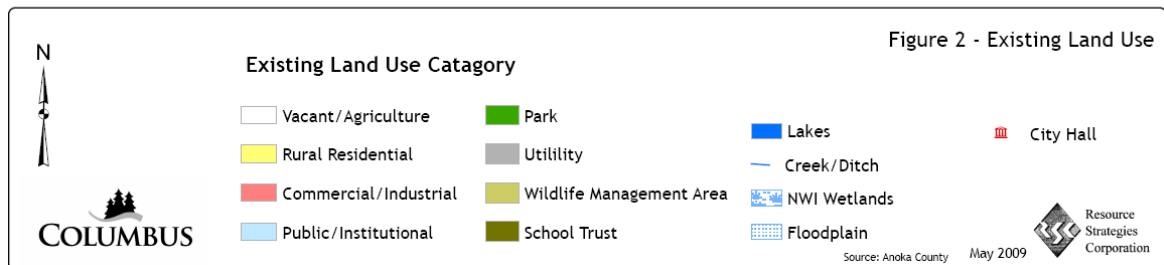 Figure 2 - Existing Land Use
N
Existing Land Use Catagory
Vacant/Agriculture
Rural Residential
Commercial/Industrial
Public/Institutional
Park
Utilility
Wildlife Management Area
School Trust
Lakes
Creek/Ditch
NWI Wetlands
Floodplain
City Hall
COLUMBUS
Source: Anoka County
May 2009
Resource
Strategies
Corporation